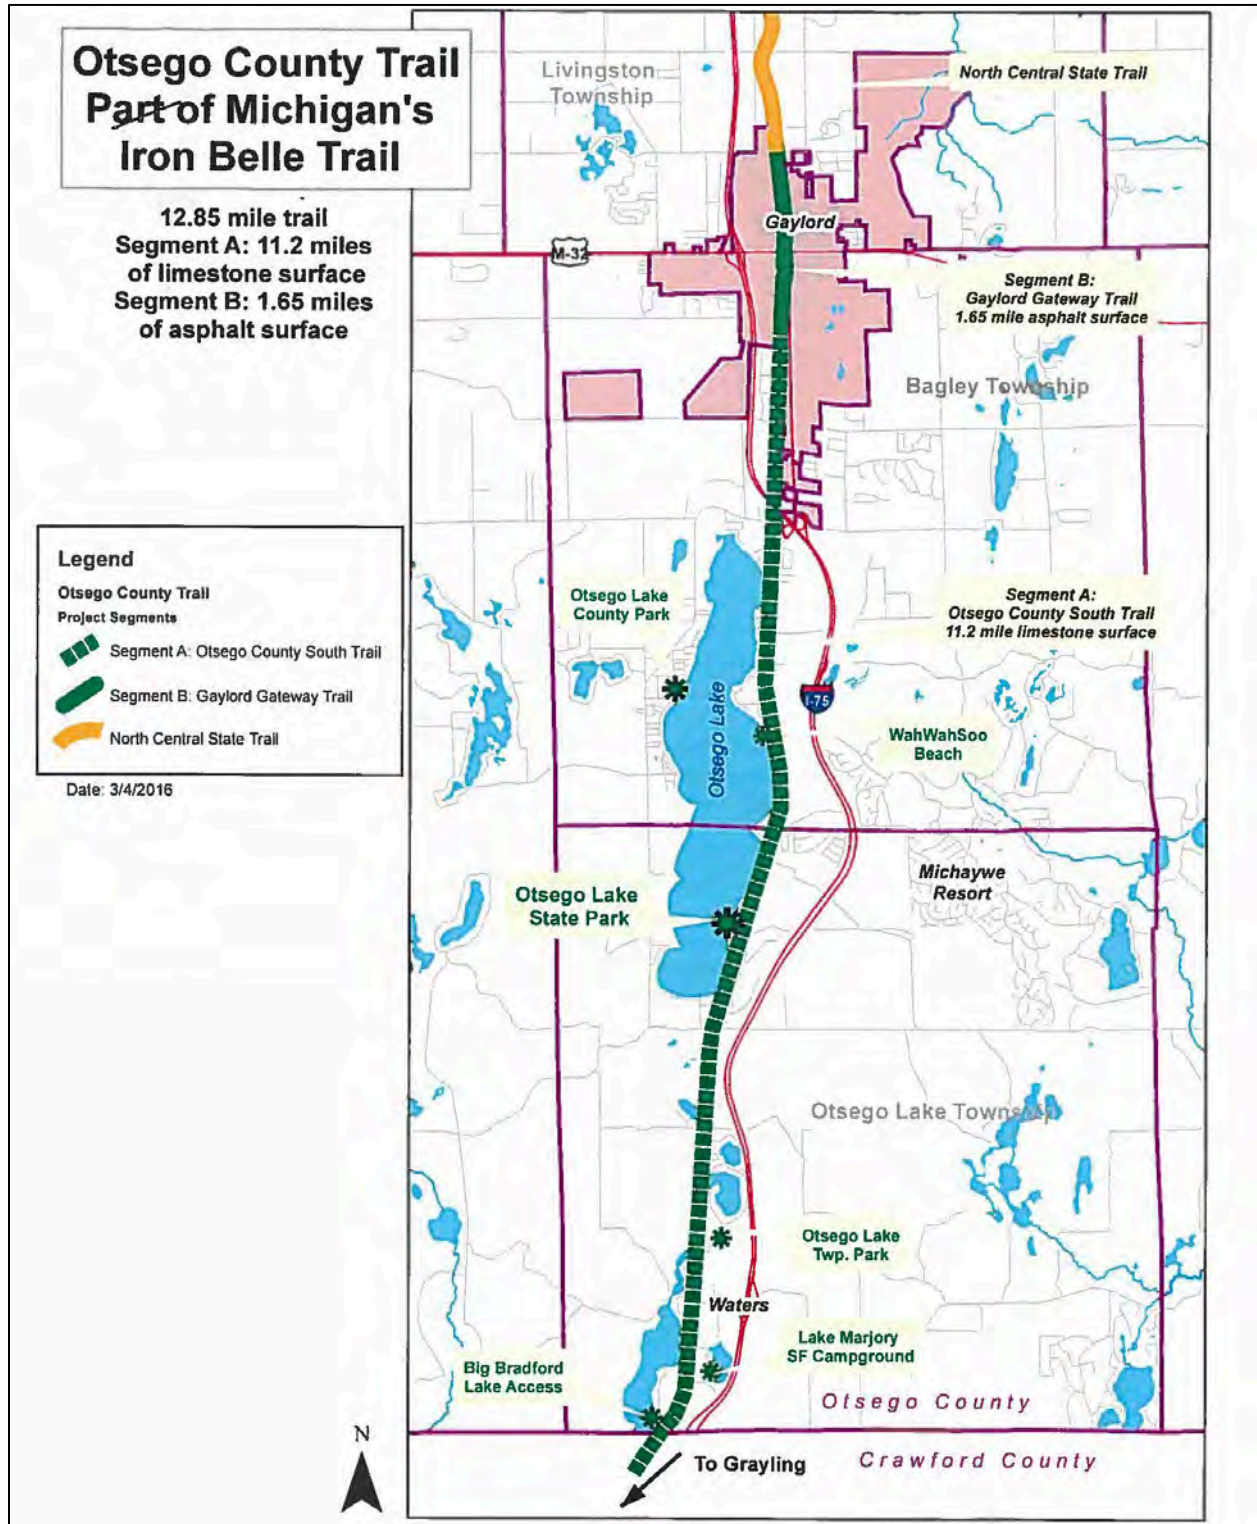 Otsego County Trail
Part of Michigan's
Iron Belle Trail
12.85 mile trail
Segment A: 11.2 miles
of limestone surface
Segment B: 1.65 miles
of asphalt surface
Legend
Otsego County Trail
Project Segments
Segment A: Otsego County South Trail
Segment B: Gaylord Gateway Trail
North Central State Trail
Date: 3/4/2016
N
Livingston
Township
North Central State Trail
Gaylord
M-32
Segment B:
Gaylord Gateway Trail
1.65 mile asphalt surface
Bagley Township
Otsego Lake
County Park
Segment A:
Otsego County South Trail
11.2 mile limestone surface
Otsego Lake
I-75
WahWahSoo
Beach
Michaywe
Resort
Otsego Lake
State Park
Otsego Lake Township
Otsego Lake
Twp. Park
Waters
Lake Marjory
SF Campground
Big Bradford
Lake Access
Otsego County
Crawford County
To Grayling